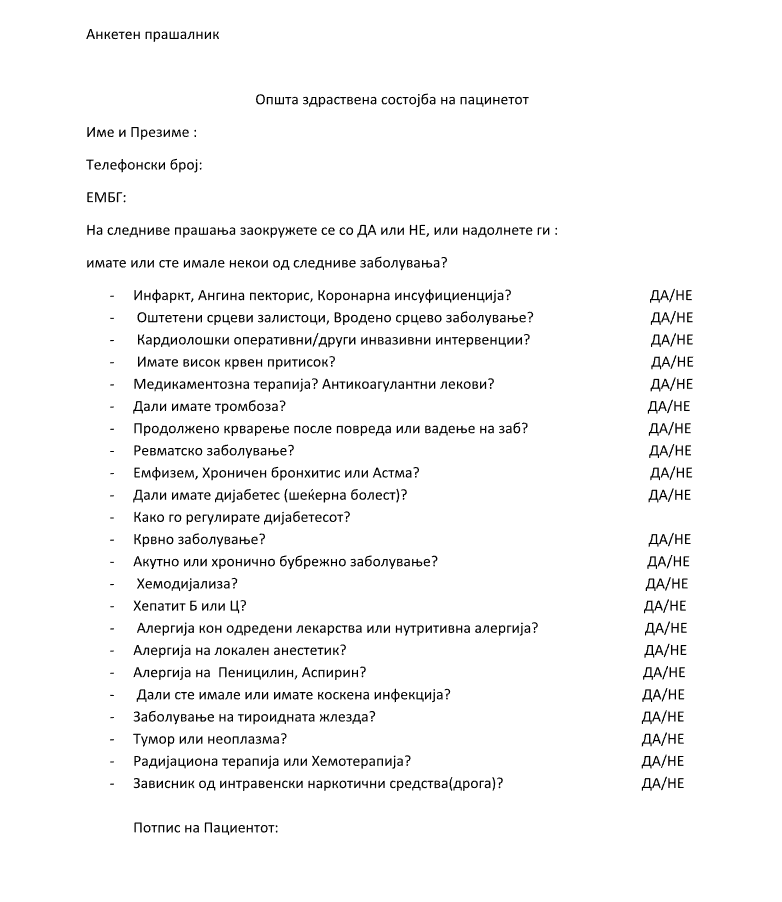 Анкетен прашалник
Општа здраствена состојба на пацинетот
Име и Презиме :
Телефонски број:
ЕМБГ:
На следниве прашања заокружете се со ДА или НЕ, или надолнете ги :
имате или сте имале некои од следниве заболувања?
- Инфаркт, Ангина пекторис, Коронарна инсуфициенција? ДА/НЕ
- Оштетени срцеви залистоци, Вродено срцево заболување? ДА/НЕ
- Кардиолошки оперативни/други инвазивни интервенции? ДА/НЕ
- Имате висок крвен притисок? ДА/НЕ
- Медикаментозна терапија? Антикоагулантни лекови? ДА/НЕ
- Дали имате тромбоза? ДА/НЕ
- Продолжено крварење после повреда или вадење на заб? ДА/НЕ
- Ревматско заболување? ДА/НЕ
- Емфизем, Хроничен бронхитис или Астма? ДА/НЕ
- Дали имате дијабетес (шеќерна болест)? ДА/НЕ
- Како го регулирате дијабетесот?
- Крвно заболување? ДА/НЕ
- Акутно или хронично бубрежно заболување? ДА/НЕ
- Хемодијализа? ДА/НЕ
- Хепатит Б или Ц? ДА/НЕ
- Алергија кон одредени лекарства или нутритивна алергија? ДА/НЕ
- Алергија на локален анестетик? ДА/НЕ
- Алергија на Пеницилин, Аспирин? ДА/НЕ
- Дали сте имале или имате коскена инфекција? ДА/НЕ
- Заболување на тироидната жлезда? ДА/НЕ
- Тумор или неоплазма? ДА/НЕ
- Радијациона терапија или Хемотерапија? ДА/НЕ
- Зависник од интравенски наркотични средства(дрога)? ДА/НЕ
Потпис на Пациентот: